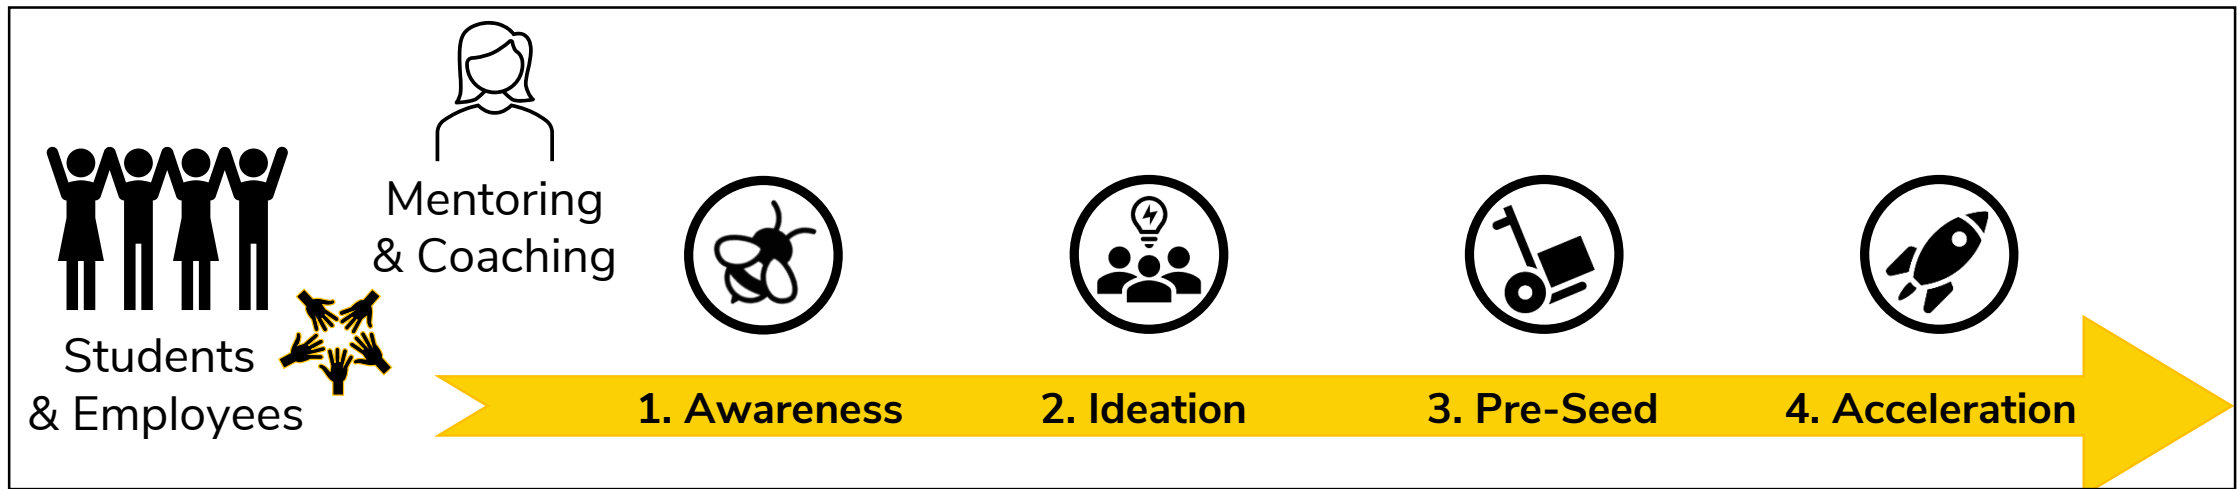 Mentoring
& Coaching
Students
& Employees
1. Awareness
2. Ideation
3. Pre-Seed
4. Acceleration